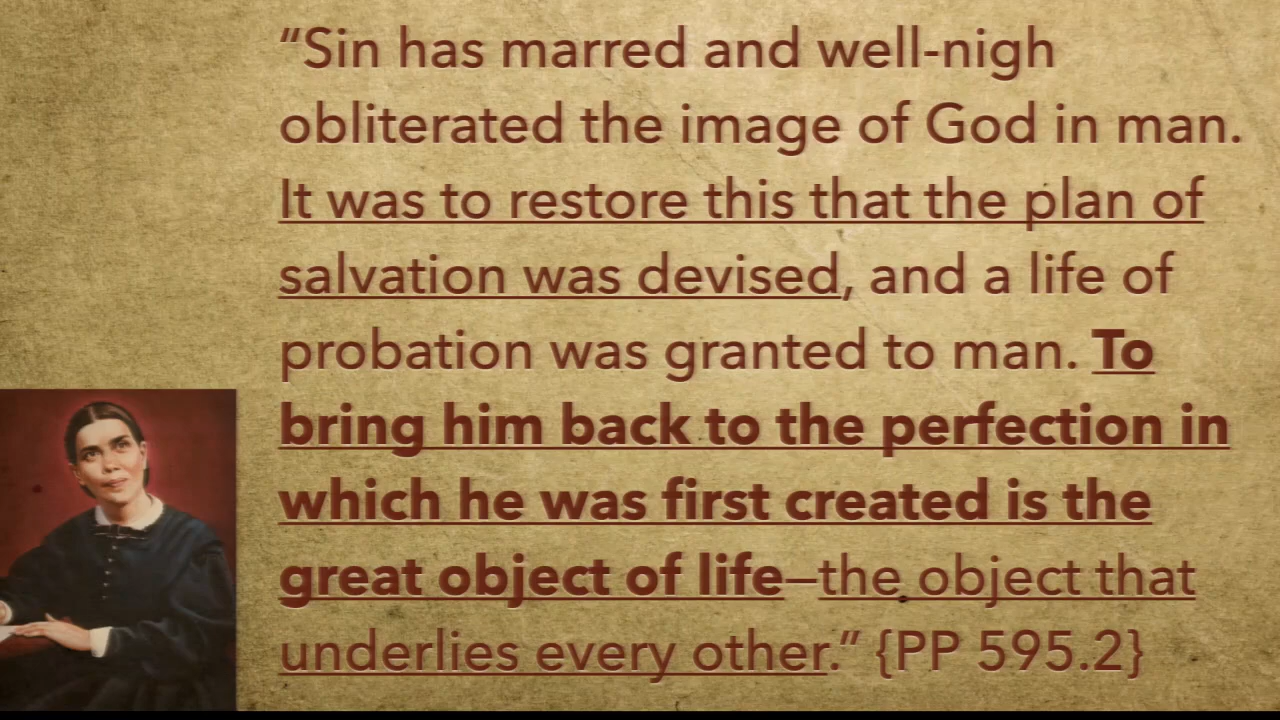 “Sin has marred and well-nigh
obliterated the image of God in man.
It was to restore this that the plan of
salvation was devised, and a life of
probation was granted to man. To
bring him back to the perfection in
which he was first created is the
great object of life—the object that
underlies every other.” {PP 595.2}